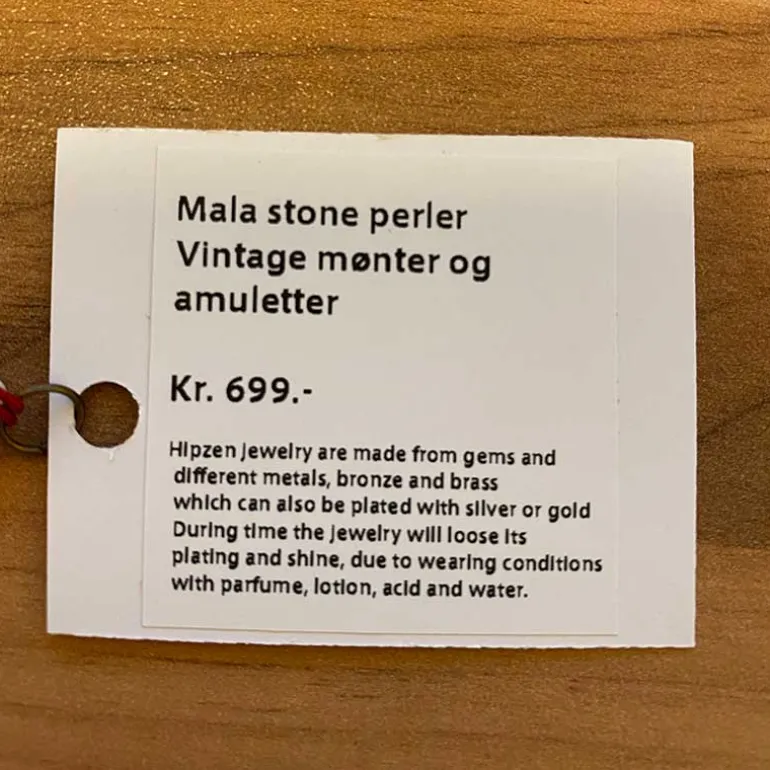 Mala stone perler
Vintage mønter og
amuletter
Kr. 699.-
Hipzen jewelry are made from gems and
different metals, bronze and brass
which can also be plated with silver or gold
During time the jewelry will loose its
plating and shine, due to wearing conditions
with parfume, lotion, acid and water.